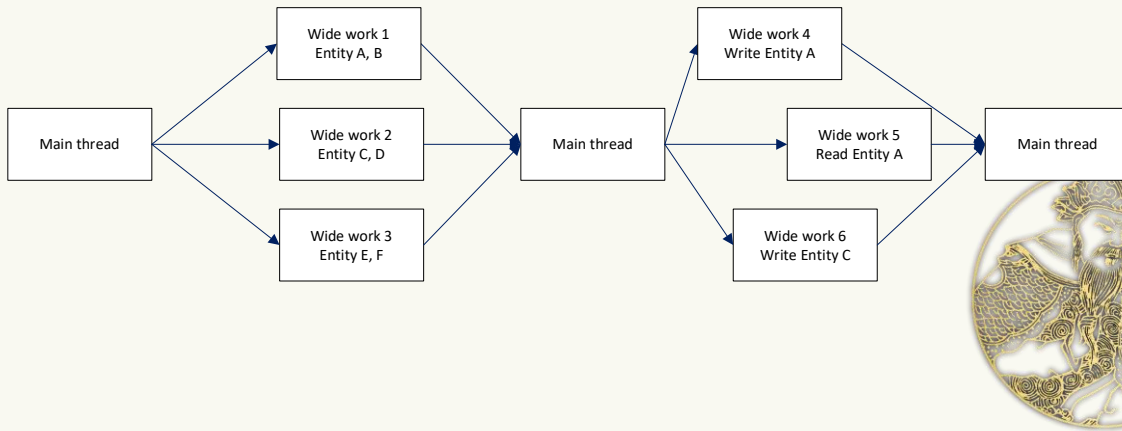 Main thread
Wide work 1
Entity A, B
Wide work 2
Entity C, D
Wide work 3
Entity E, F
Main thread
Wide work 4
Write Entity A
Wide work 5
Read Entity A
Wide work 6
Write Entity C
Main thread